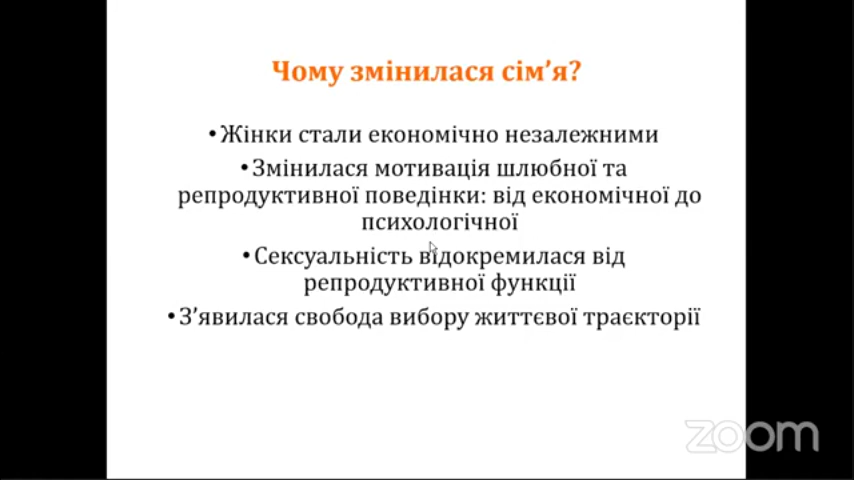 Чому змінилася сім’я?
•Жінки стали економічно незалежними
•Змінилася мотивація шлюбної та
репродуктивної поведінки: від економічної до
психологічної
•Сексуальність відокремилася від
репродуктивної функції
•З’явилася свобода вибору життєвої траєкторії
zoom